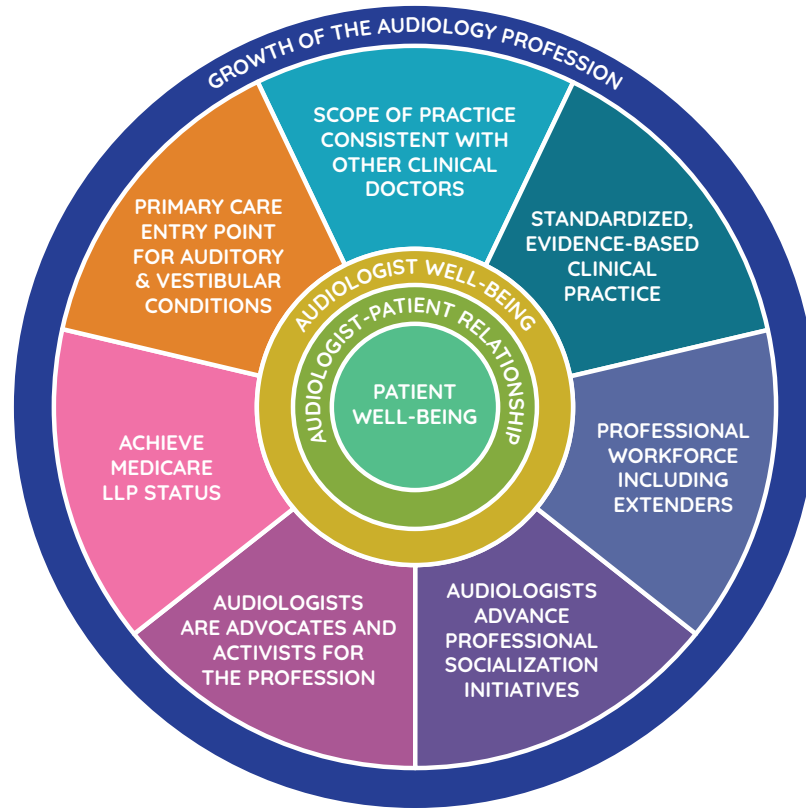 GROWTH OF THE AUDIOLOGY PROFESSION
SCOPE OF PRACTICE
CONSISTENT WITH
OTHER CLINICAL
DOCTORS
STANDARDIZED,
EVIDENCE-BASED
CLINICAL
PRACTICE
PROFESSIONAL
WORKFORCE
INCLUDING
EXTENDERS
AUDIOLOGISTS
ADVANCE
PROFESSIONAL
SOCIALIZATION
INITIATIVES
AUDIOLOGISTS
ARE ADVOCATES AND
ACTIVISTS FOR
THE PROFESSION
ACHIEVE
MEDICARE
LLP STATUS
PRIMARY CARE
ENTRY POINT
FOR AUDITORY
& VESTIBULAR
CONDITIONS
AUDIOLOGIST WELL-BEING
AUDIOLOGIST-PATIENT RELATIONSHIP
PATIENT
WELL-BEING